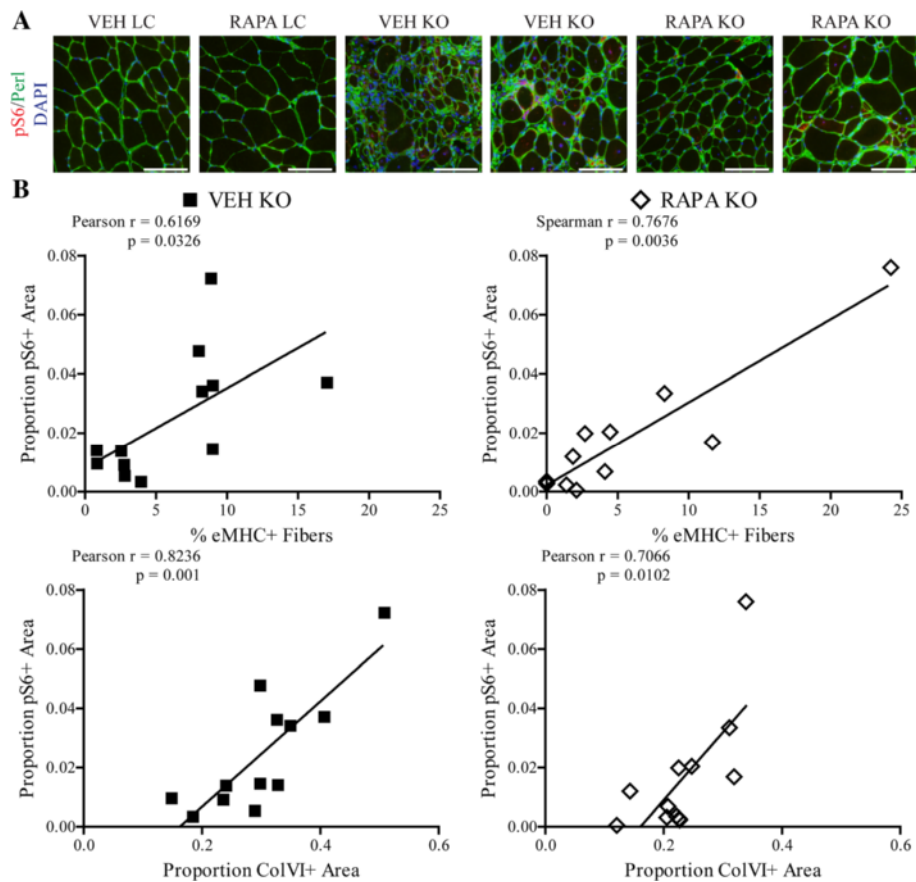 A
VEH LC RAPA LC VEH KO VEH KO RAPA KO RAPA KO
pS6/Perl
DAPI
B
VEH KO RAPA KO
Pearson r = 0.6169
p = 0.0326
0.08
0.06
0.04
0.02
0.00
0 5 10 15 20 25
Proportion pS6+ Area
% eMHC+ Fibers
Spearman r = 0.7676
p = 0.0036
0.08
0.06
0.04
0.02
0.00
0 5 10 15 20 25
Proportion pS6+ Area
% eMHC+ Fibers
Pearson r = 0.8236
p = 0.001
0.08
0.06
0.04
0.02
0.00
0.0 0.2 0.4 0.6
Proportion pS6+ Area
Proportion ColVI+ Area
Pearson r = 0.7066
p = 0.0102
0.08
0.06
0.04
0.02
0.00
0.0 0.2 0.4 0.6
Proportion pS6+ Area
Proportion ColVI+ Area